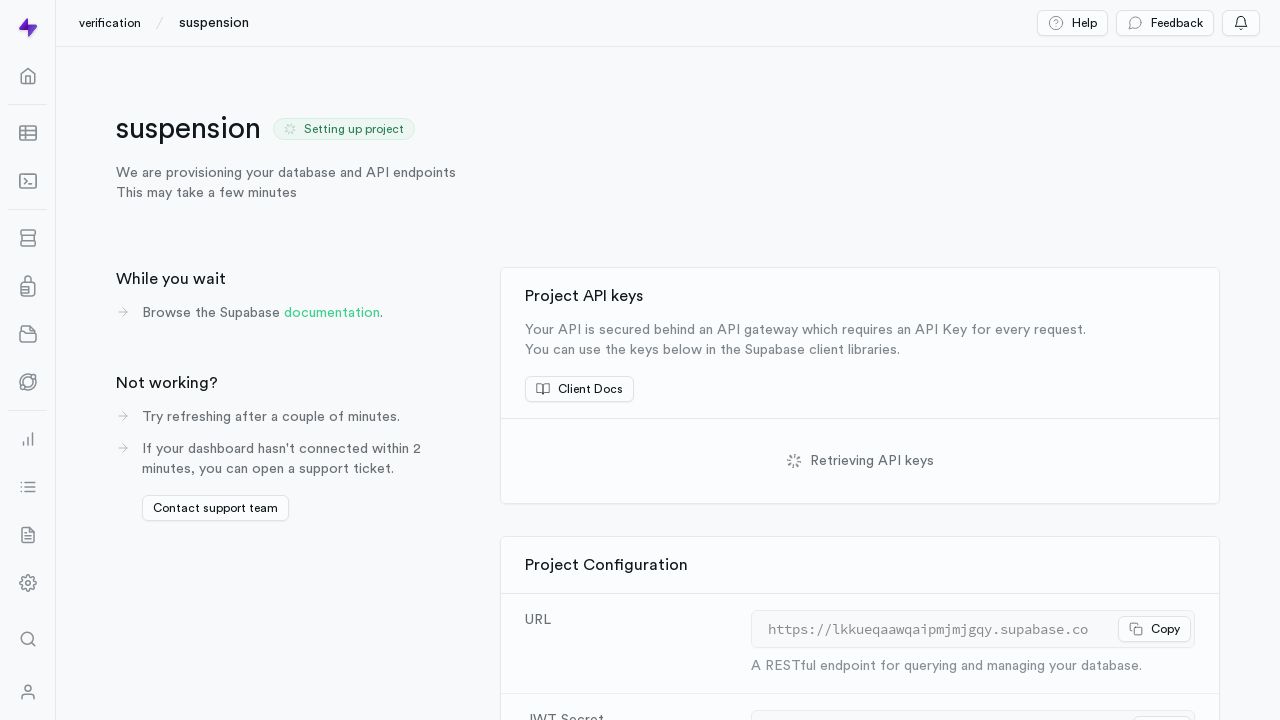 verification / suspension
Help
Feedback
suspension
Setting up project
We are provisioning your database and API endpoints
This may take a few minutes
While you wait
Browse the Supabase documentation.
Not working?
Try refreshing after a couple of minutes.
If your dashboard hasn't connected within 2
minutes, you can open a support ticket.
Contact support team
Project API keys
Your API is secured behind an API gateway which requires an API Key for every request.
You can use the keys below in the Supabase client libraries.
Client Docs
Retrieving API keys
Project Configuration
URL
https://lkkueqaawqaipmjmjgqy.supabase.co
Copy
A RESTful endpoint for querying and managing your database.
JWT Secret